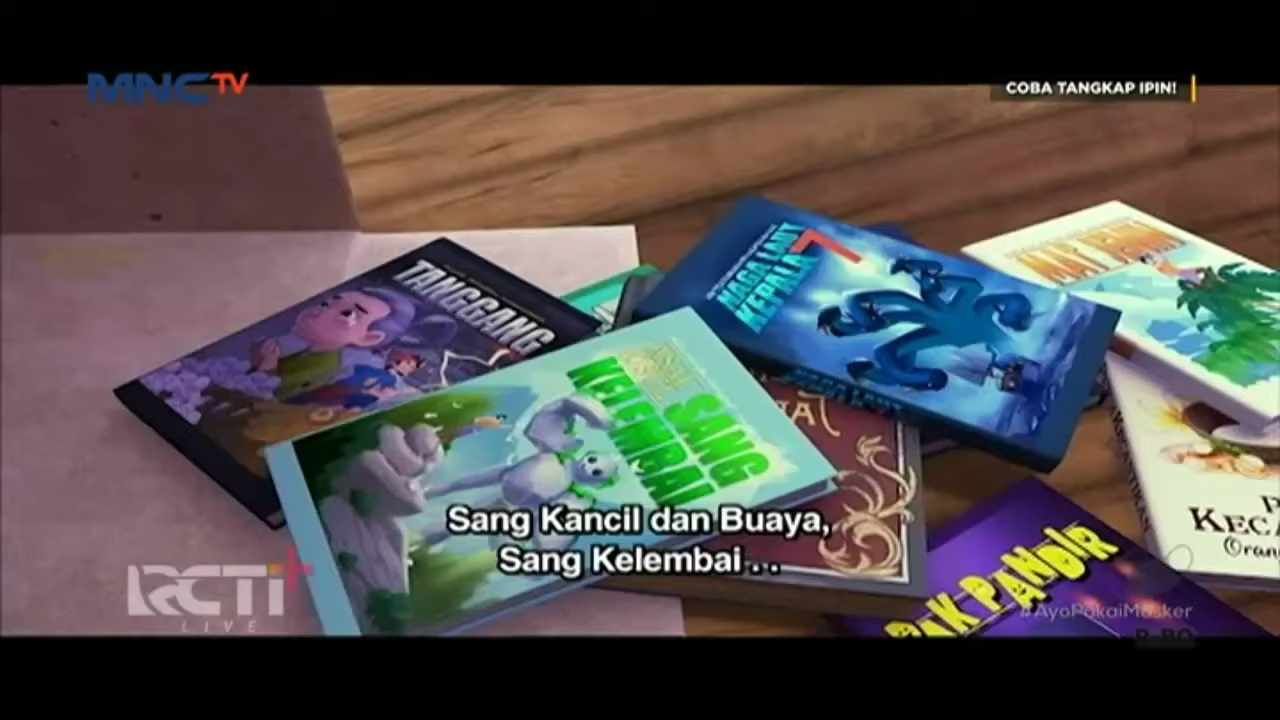 MNCTV
COBA TANGKAP IPIN!
TANGGANG
NAGA LAUT
KEPALA 7
SANG
KELEMBAI
PAK PANDIR
Sang Kancil dan Buaya,
Sang Kelembai . .
RCTI+
LIVE
#AyoPakaiMasker